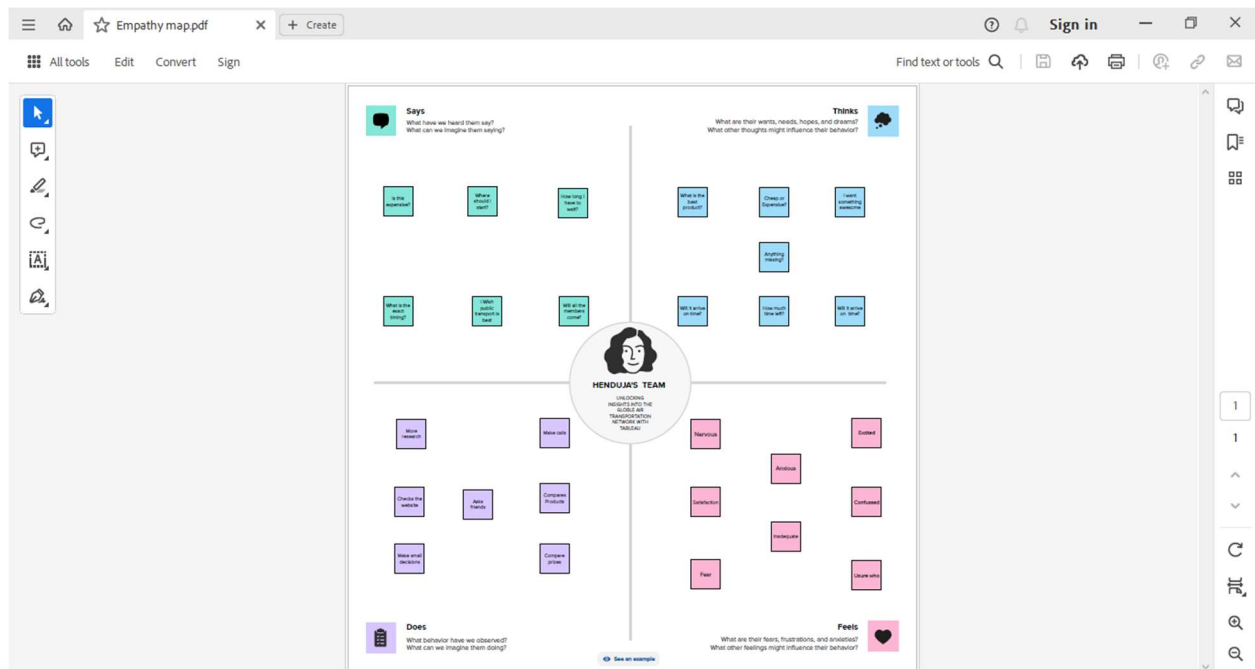 Empathy map.pdf
+ Create
Sign in
All tools
Edit
Convert
Sign
Find text or tools
Says
What have we heard them say?
What can we imagine them saying?
Thinks
What are their wants, needs, hopes, and dreams?
What other thoughts might influence their behavior?
Is this
expensive?
Where
should I
start?
How long I
have to
wait?
What is the
best
product?
Cheap or
Expensive?
I want
something
awesome
Anything
missing?
What is the
exact
timing?
I Wish
public
transport is
best
Will all the
members
come?
Will it arrive
on time?
How much
time left?
Will it arrive
on time?
HENDUJA'S TEAM
UNLOCKING
INSIGHTS INTO THE
GLOBLE AIR
TRANSPORTATION
NETWORK WITH
TABLEAU
More
research
Make calls
Checks the
website
Asks
friends
Compares
Products
Make small
decisions
Compare
prices
Nervous
Excited
Anxious
Satisfaction
Confussed
Inadequate
Fear
Usure who
Does
What behavior have we observed?
What can we imagine them doing?
See an example
Feels
What are their fears, frustrations, and anxieties?
What other feelings might influence their behavior?
1
1